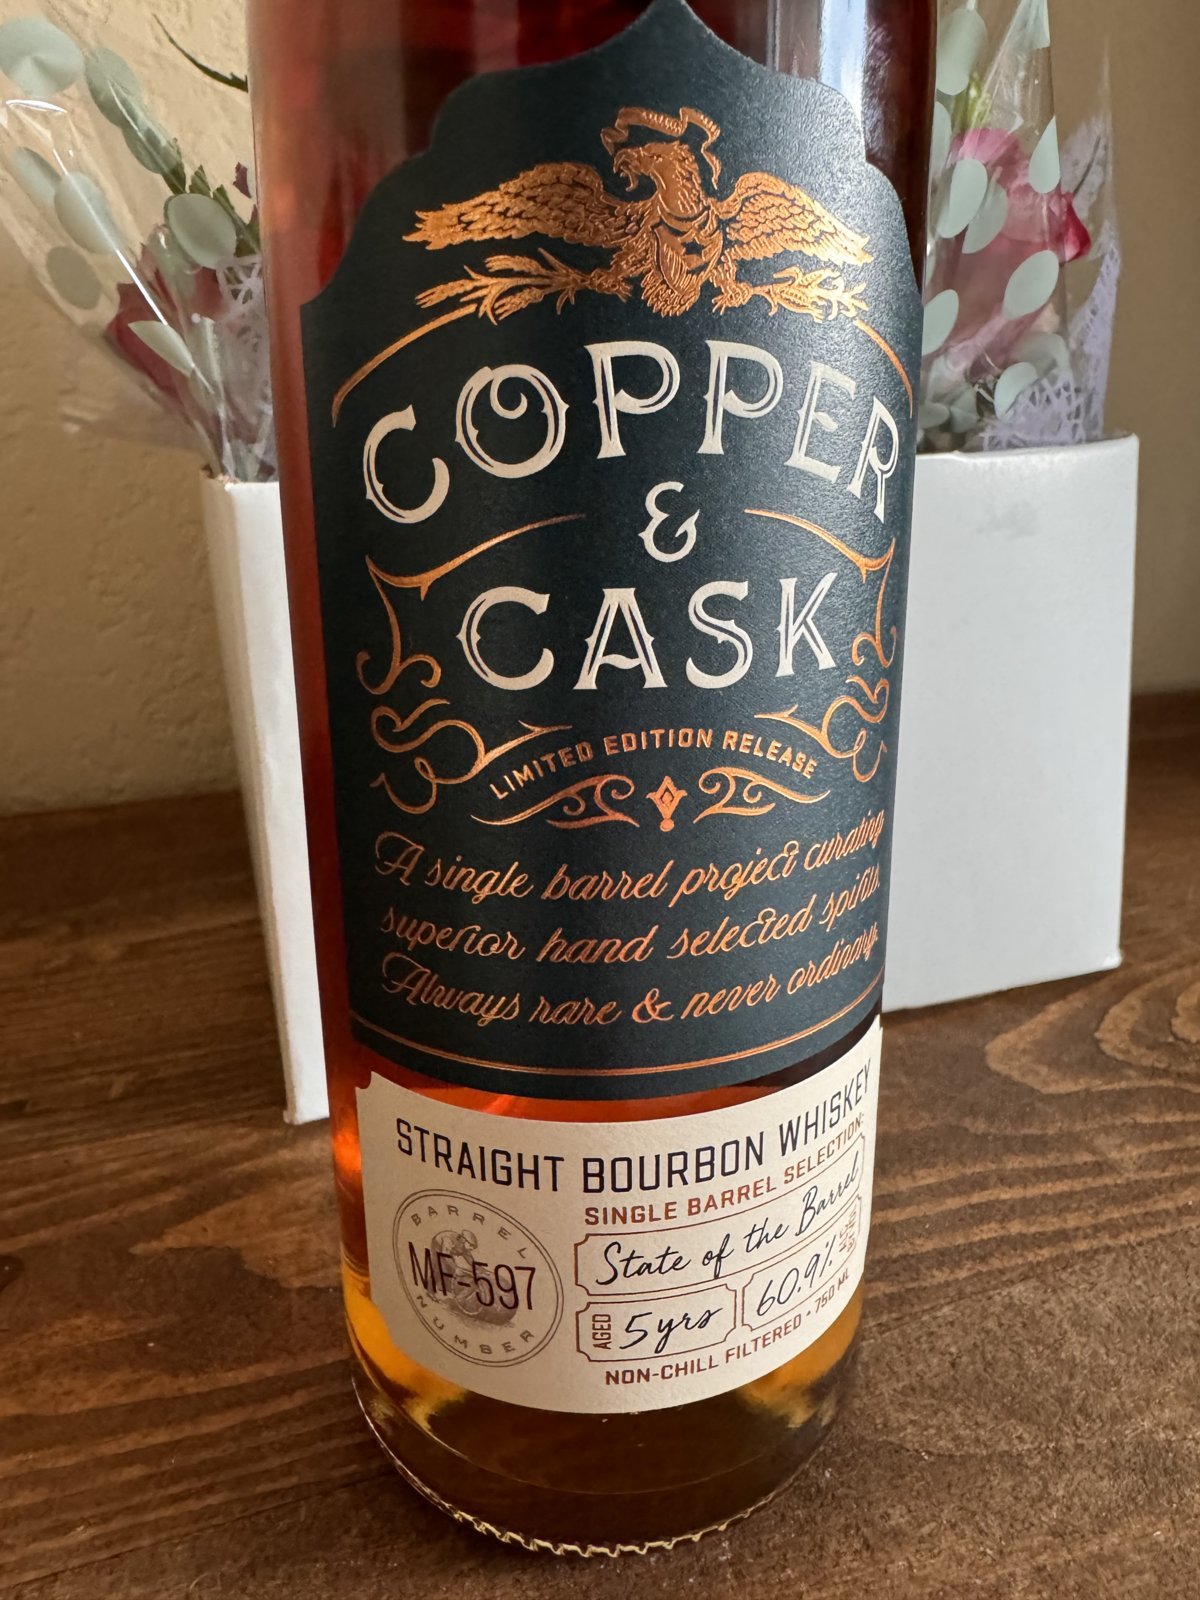 COPPER
&
CASK
LIMITED EDITION RELEASE
A single barrel project curating
superior hand selected spirits.
Always rare & never ordinary.
STRAIGHT BOURBON WHISKEY
SINGLE BARREL SELECTION:
State of the Barrel
BARREL
MF-597
NUMBER
AGED 5yrs
60.9%
NON-CHILL FILTERED • 750 ML